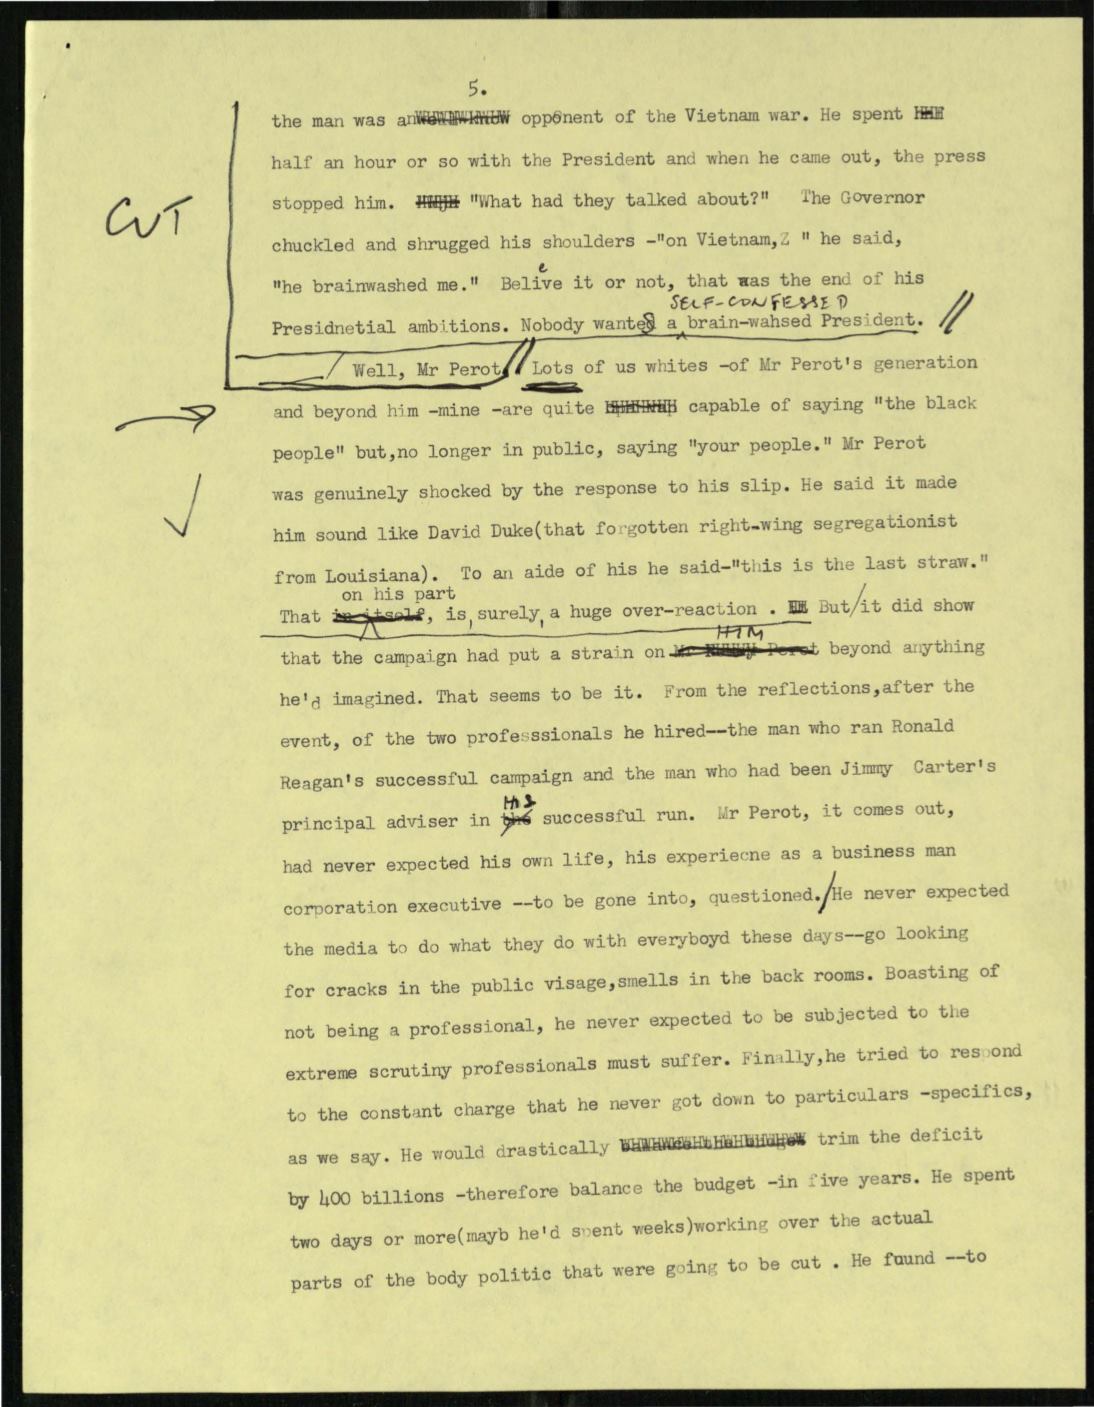 5.
the man was an opponent of the Vietnam war. He spent
half an hour or so with the President and when he came out, the press
CUT
stopped him. "What had they talked about?" The Governor
chuckled and shrugged his shoulders -"on Vietnam,Z " he said,
e
"he brainwashed me." Belive it or not, that was the end of his
SELF-CONFESSED
Presidnetial ambitions. Nobody wanted a brain-wahsed President. //
Well, Mr Perot,// Lots of us whites -of Mr Perot's generation
and beyond him -mine -are quite capable of saying "the black
people" but,no longer in public, saying "your people." Mr Perot
was genuinely shocked by the response to his slip. He said it made
him sound like David Duke(that forgotten right-wing segregationist
from Louisiana). To an aide of his he said-"this is the last straw."
on his part
That in itself, is, surely, a huge over-reaction . But/it did show
HIM
that the campaign had put a strain on Mr Perot beyond anything
he'd imagined. That seems to be it. From the reflections,after the
event, of the two professsionals he hired--the man who ran Ronald
Reagan's successful campaign and the man who had been Jimmy Carter's
HIS
principal adviser in the successful run. Mr Perot, it comes out,
had never expected his own life, his experiecne as a business man
corporation executive --to be gone into, questioned./He never expected
the media to do what they do with everyboyd these days--go looking
for cracks in the public visage,smells in the back rooms. Boasting of
not being a professional, he never expected to be subjected to the
extreme scrutiny professionals must suffer. Finally,he tried to respond
to the constant charge that he never got down to particulars -specifics,
as we say. He would drastically trim the deficit
by 400 billions -therefore balance the budget -in five years. He spent
two days or more(mayb he'd spent weeks)working over the actual
parts of the body politic that were going to be cut . He found --to